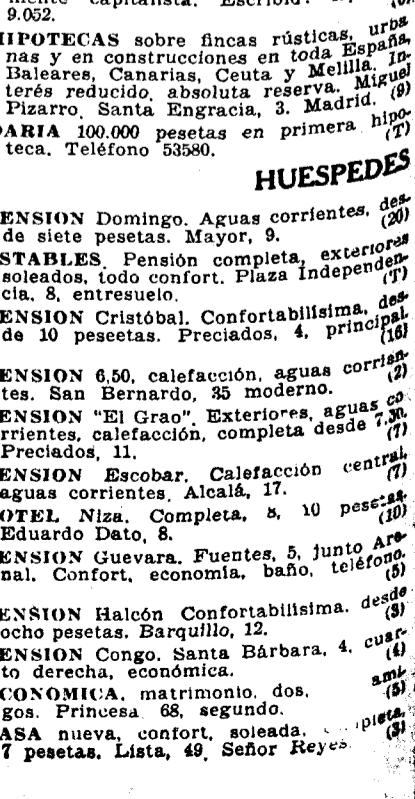 9.052.
HIPOTECAS sobre fincas rústicas, urba
nas y en construcciones en toda España,
Baleares, Canarias, Ceuta y Melilla. In-
terés reducido, absoluta reserva. Miguel
Pizarro. Santa Engracia, 3. Madrid. (9)
DARIA 100.000 pesetas en primera hipo-
teca. Teléfono 53580. (T)
HUESPEDES
ENSION Domingo. Aguas corrientes, des-
de siete pesetas. Mayor, 9. (20)
STABLES. Pensión completa, exteriores
soleados, todo confort. Plaza Independen-
cia, 8, entresuelo. (T)
ENSION Cristóbal. Confortabilísima, des-
de 10 peseetas. Preciados, 4, principal.
(16)
ENSION 6,50, calefacción, aguas corrian-
tes. San Bernardo, 35 moderno. (2)
ENSION "El Grao". Exteriores, aguas co
rrientes, calefacción, completa desde 7,50.
Preciados, 11. (7)
ENSION Escobar. Calefacción central,
aguas corrientes. Alcalá, 17. (7)
OTEL Niza. Completa, 8, 10 pesetas.
Eduardo Dato, 8. (10)
ENSION Guevara. Fuentes, 5, junto Are-
nal. Confort, economía, baño, teléfono.
(5)
ENSION Halcón Confortabilísima, desde
ocho pesetas. Barquillo, 12. (3)
ENSION Congo. Santa Bárbara, 4, cuar-
to derecha, económica. (4)
CONOMICA, matrimonio, dos, ami-
gos. Princesa 68, segundo. (5)
ASA nueva, confort, soleada,
7 pesetas. Lista, 49, Señor Reyes. (3)